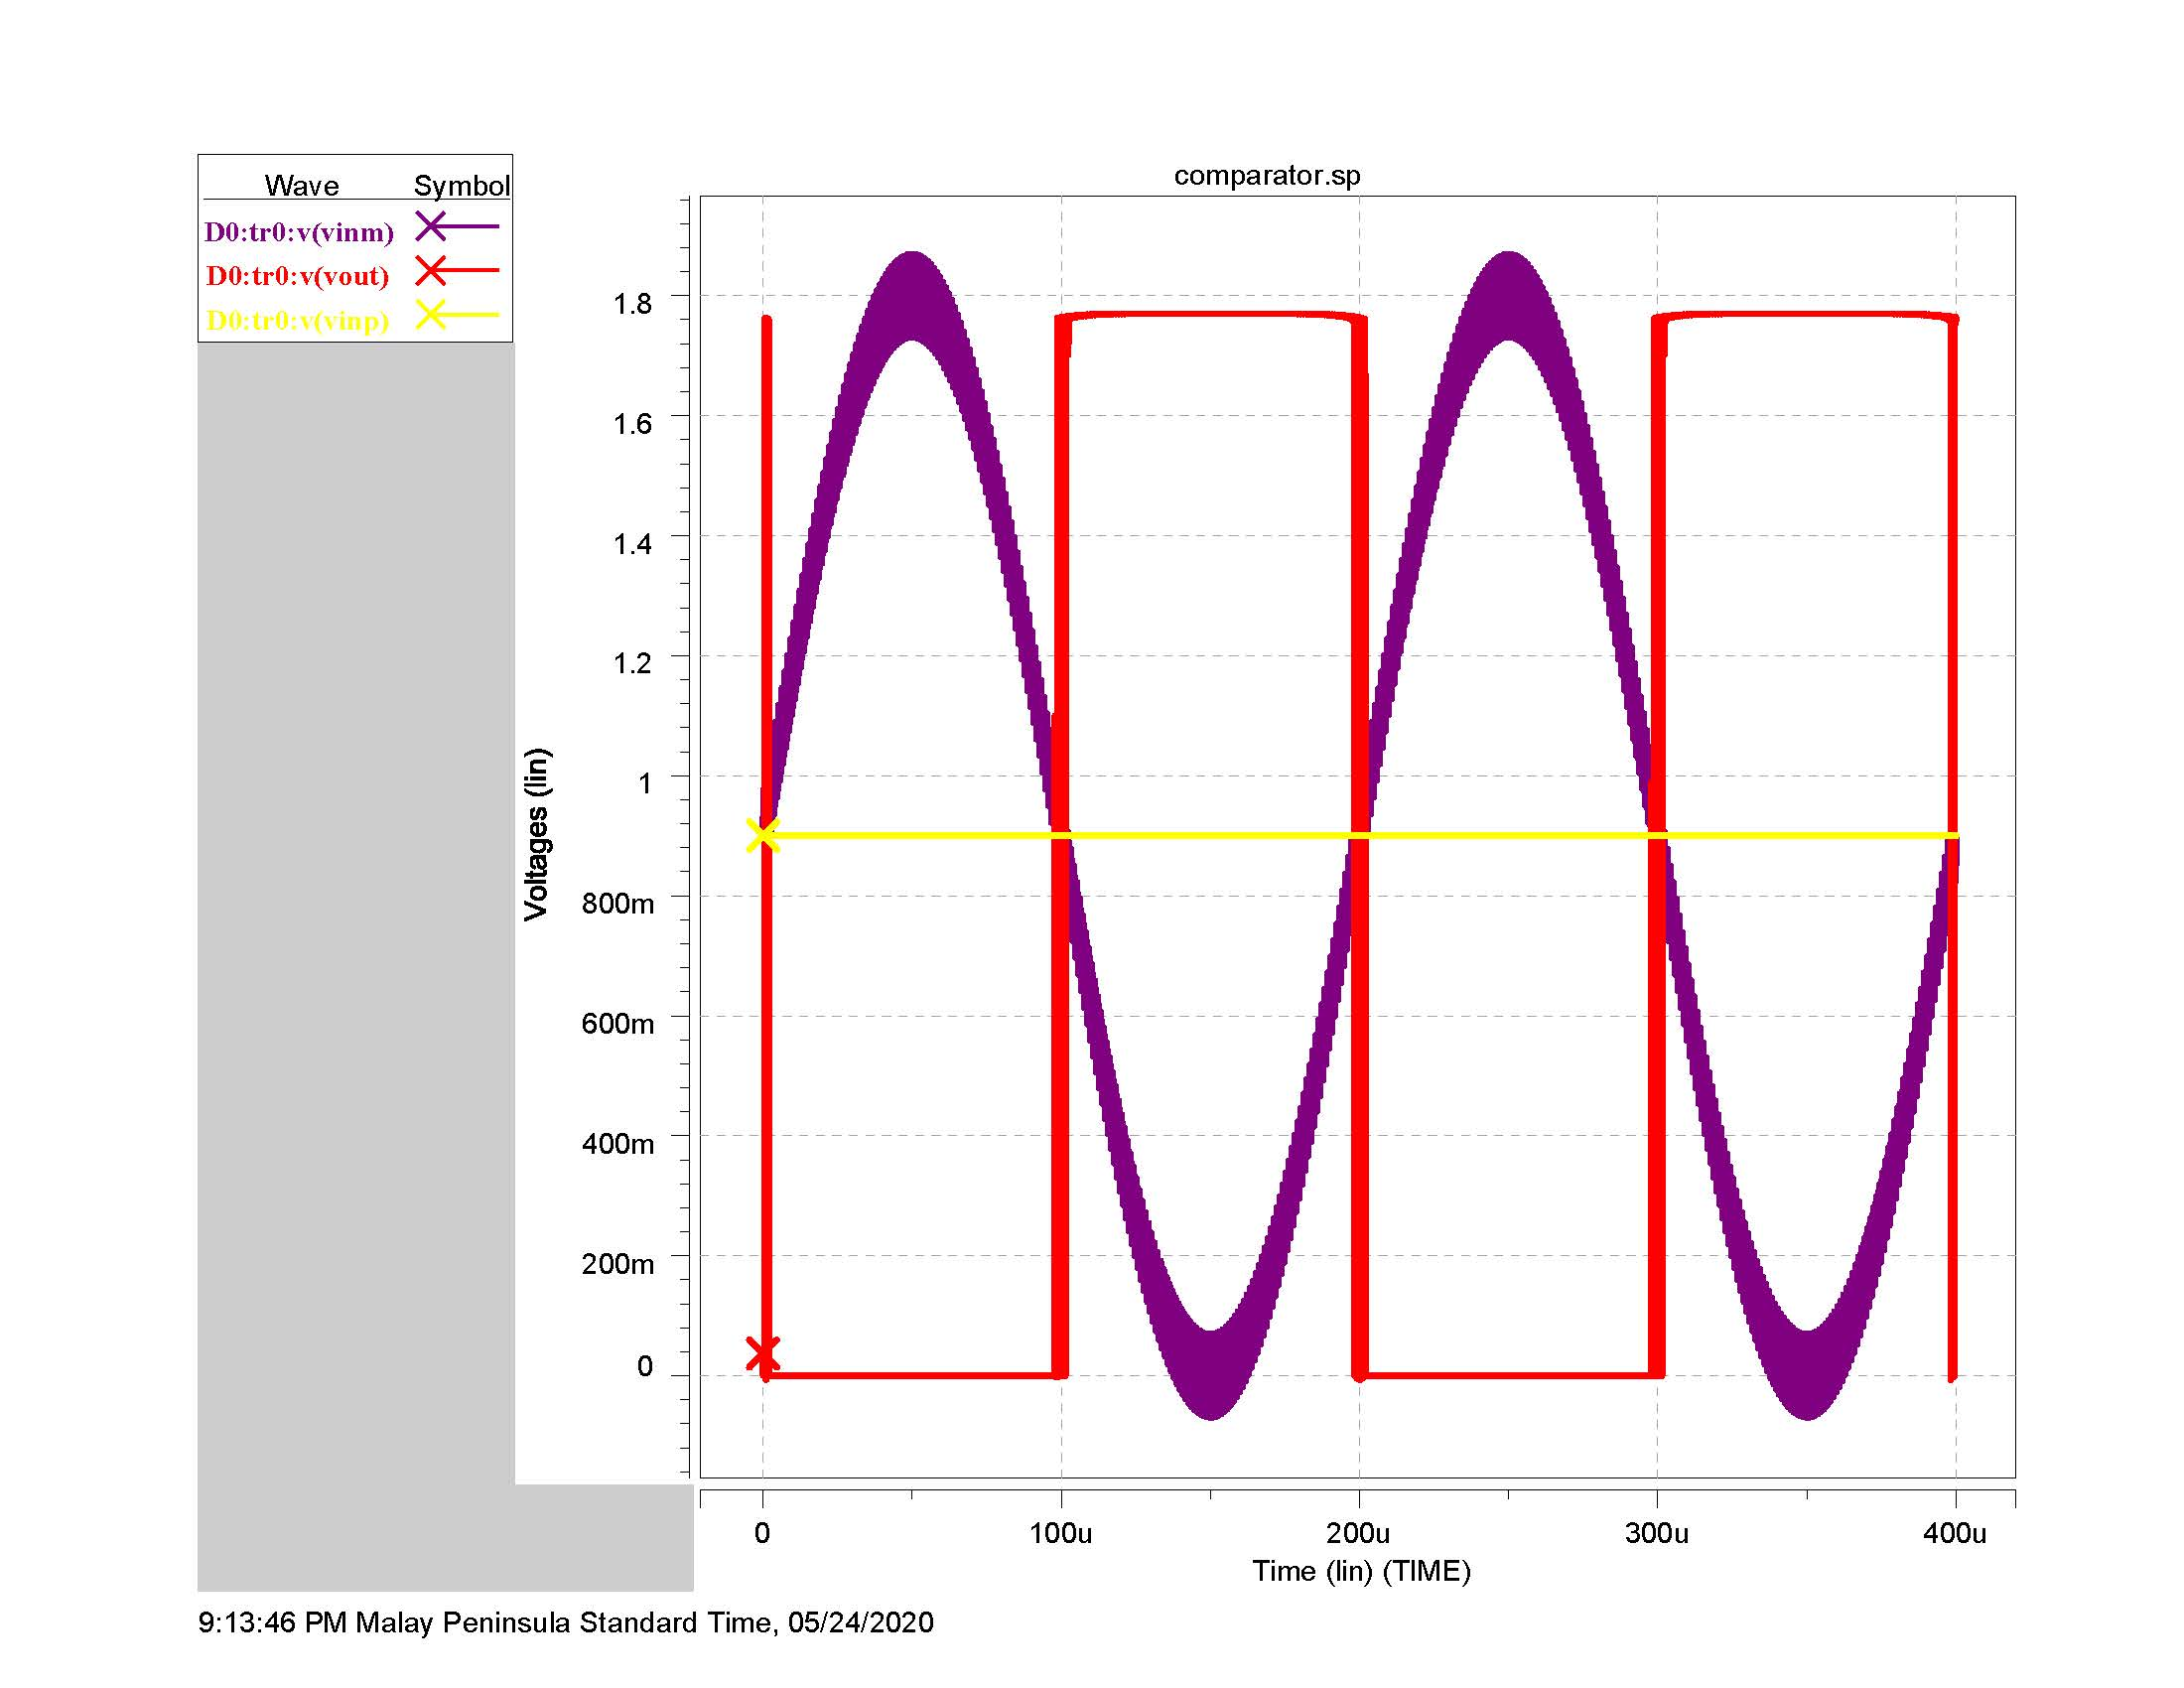 comparator.sp
Wave Symbol
D0:tr0:v(vinm)
D0:tr0:v(vout)
D0:tr0:v(vinp)
Voltages (lin)
1.8
1.6
1.4
1.2
1
800m
600m
400m
200m
0
0 100u 200u 300u 400u
Time (lin) (TIME)
9:13:46 PM Malay Peninsula Standard Time, 05/24/2020